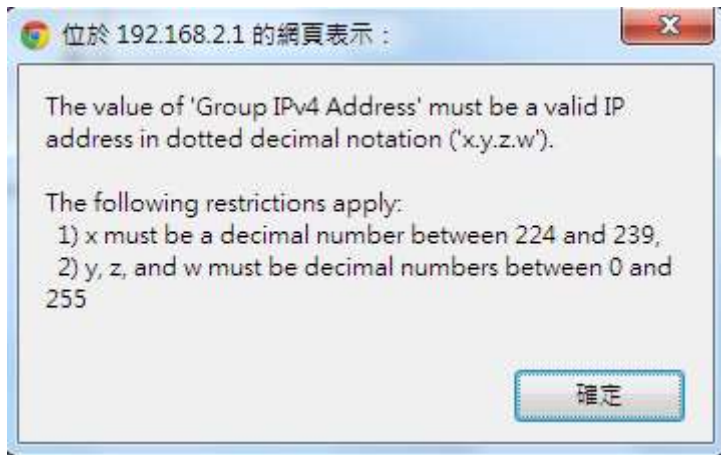 位於 192.168.2.1 的網頁表示：
The value of 'Group IPv4 Address' must be a valid IP
address in dotted decimal notation ('x.y.z.w').
The following restrictions apply:
1) x must be a decimal number between 224 and 239,
2) y, z, and w must be decimal numbers between 0 and
255
確定